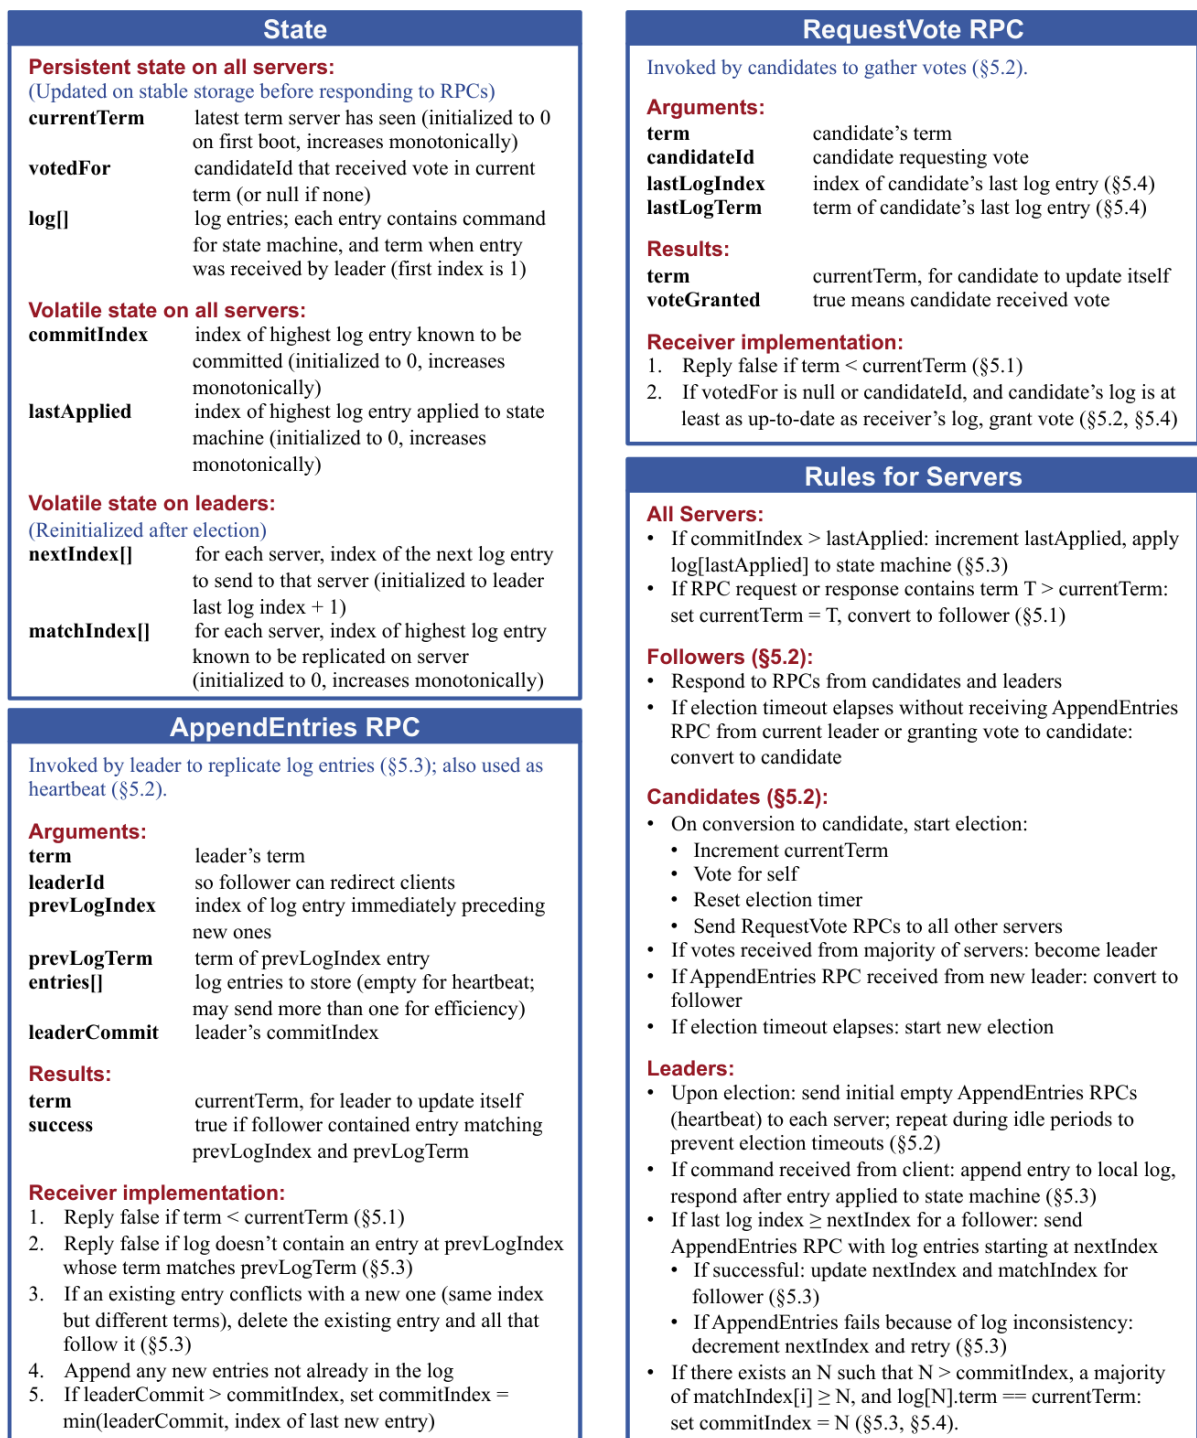 State
Persistent state on all servers:
(Updated on stable storage before responding to RPCs)
currentTerm latest term server has seen (initialized to 0
on first boot, increases monotonically)
votedFor candidateId that received vote in current
term (or null if none)
log[] log entries; each entry contains command
for state machine, and term when entry
was received by leader (first index is 1)
Volatile state on all servers:
commitIndex index of highest log entry known to be
committed (initialized to 0, increases
monotonically)
lastApplied index of highest log entry applied to state
machine (initialized to 0, increases
monotonically)
Volatile state on leaders:
(Reinitialized after election)
nextIndex[] for each server, index of the next log entry
to send to that server (initialized to leader
last log index + 1)
matchIndex[] for each server, index of highest log entry
known to be replicated on server
(initialized to 0, increases monotonically)
AppendEntries RPC
Invoked by leader to replicate log entries (§5.3); also used as
heartbeat (§5.2).
Arguments:
term leader’s term
leaderId so follower can redirect clients
prevLogIndex index of log entry immediately preceding
new ones
prevLogTerm term of prevLogIndex entry
entries[] log entries to store (empty for heartbeat;
may send more than one for efficiency)
leaderCommit leader’s commitIndex
Results:
term currentTerm, for leader to update itself
success true if follower contained entry matching
prevLogIndex and prevLogTerm
Receiver implementation:
1. Reply false if term < currentTerm (§5.1)
2. Reply false if log doesn’t contain an entry at prevLogIndex
whose term matches prevLogTerm (§5.3)
3. If an existing entry conflicts with a new one (same index
but different terms), delete the existing entry and all that
follow it (§5.3)
4. Append any new entries not already in the log
5. If leaderCommit > commitIndex, set commitIndex =
min(leaderCommit, index of last new entry)
RequestVote RPC
Invoked by candidates to gather votes (§5.2).
Arguments:
term candidate’s term
candidateId candidate requesting vote
lastLogIndex index of candidate’s last log entry (§5.4)
lastLogTerm term of candidate’s last log entry (§5.4)
Results:
term currentTerm, for candidate to update itself
voteGranted true means candidate received vote
Receiver implementation:
1. Reply false if term < currentTerm (§5.1)
2. If votedFor is null or candidateId, and candidate’s log is at
least as up-to-date as receiver’s log, grant vote (§5.2, §5.4)
Rules for Servers
All Servers:
• If commitIndex > lastApplied: increment lastApplied, apply
log[lastApplied] to state machine (§5.3)
• If RPC request or response contains term T > currentTerm:
set currentTerm = T, convert to follower (§5.1)
Followers (§5.2):
• Respond to RPCs from candidates and leaders
• If election timeout elapses without receiving AppendEntries
RPC from current leader or granting vote to candidate:
convert to candidate
Candidates (§5.2):
• On conversion to candidate, start election:
• Increment currentTerm
• Vote for self
• Reset election timer
• Send RequestVote RPCs to all other servers
• If votes received from majority of servers: become leader
• If AppendEntries RPC received from new leader: convert to
follower
• If election timeout elapses: start new election
Leaders:
• Upon election: send initial empty AppendEntries RPCs
(heartbeat) to each server; repeat during idle periods to
prevent election timeouts (§5.2)
• If command received from client: append entry to local log,
respond after entry applied to state machine (§5.3)
• If last log index ≥ nextIndex for a follower: send
AppendEntries RPC with log entries starting at nextIndex
• If successful: update nextIndex and matchIndex for
follower (§5.3)
• If AppendEntries fails because of log inconsistency:
decrement nextIndex and retry (§5.3)
• If there exists an N such that N > commitIndex, a majority
of matchIndex[i] ≥ N, and log[N].term == currentTerm:
set commitIndex = N (§5.3, §5.4).